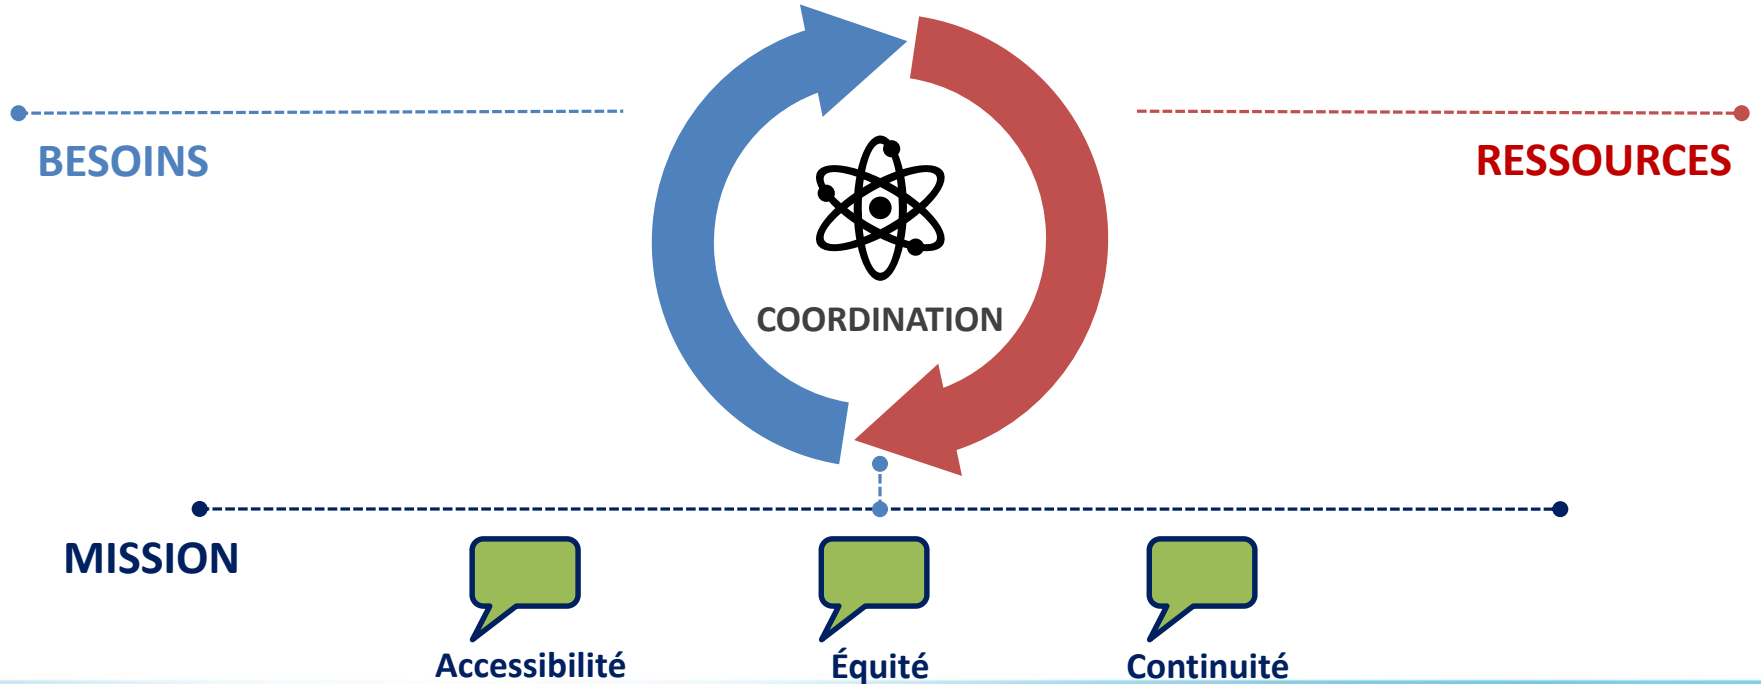 BESOINS
RESSOURCES
COORDINATION
MISSION
Accessibilité
Équité
Continuité